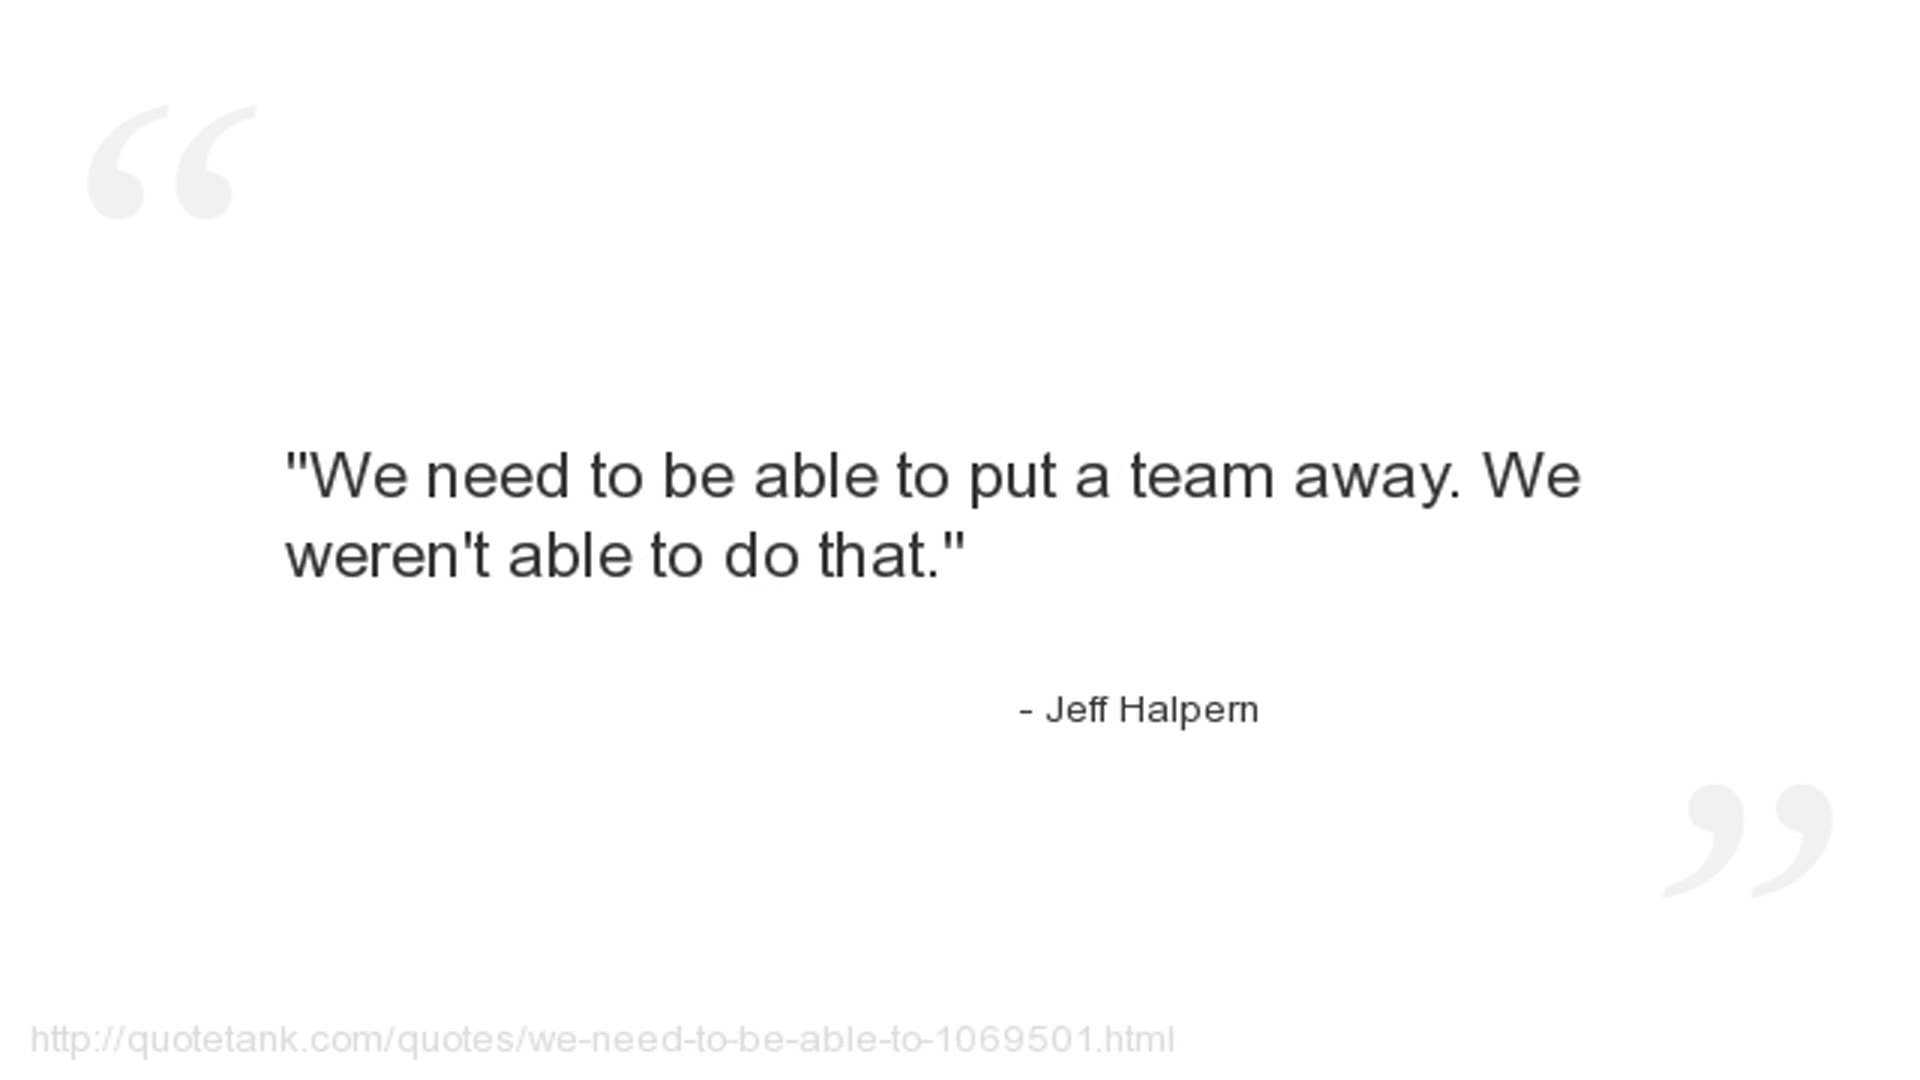 "We need to be able to put a team away. We
weren't able to do that."
- Jeff Halpern
http://quotetank.com/quotes/we-need-to-be-able-to-1069501.html